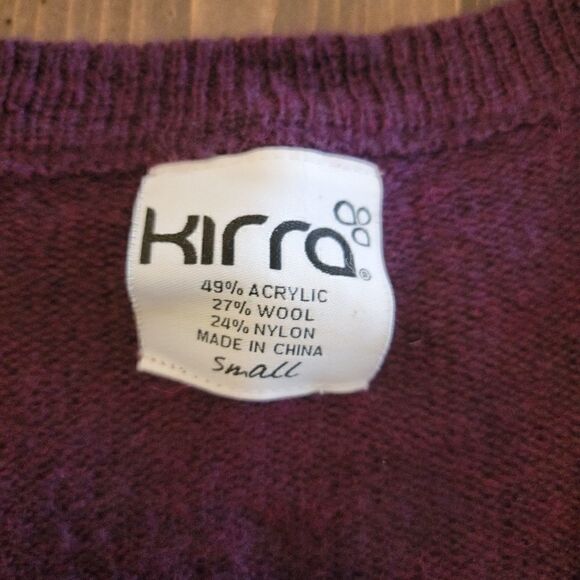 kirra®
49% ACRYLIC
27% WOOL
24% NYLON
MADE IN CHINA
small